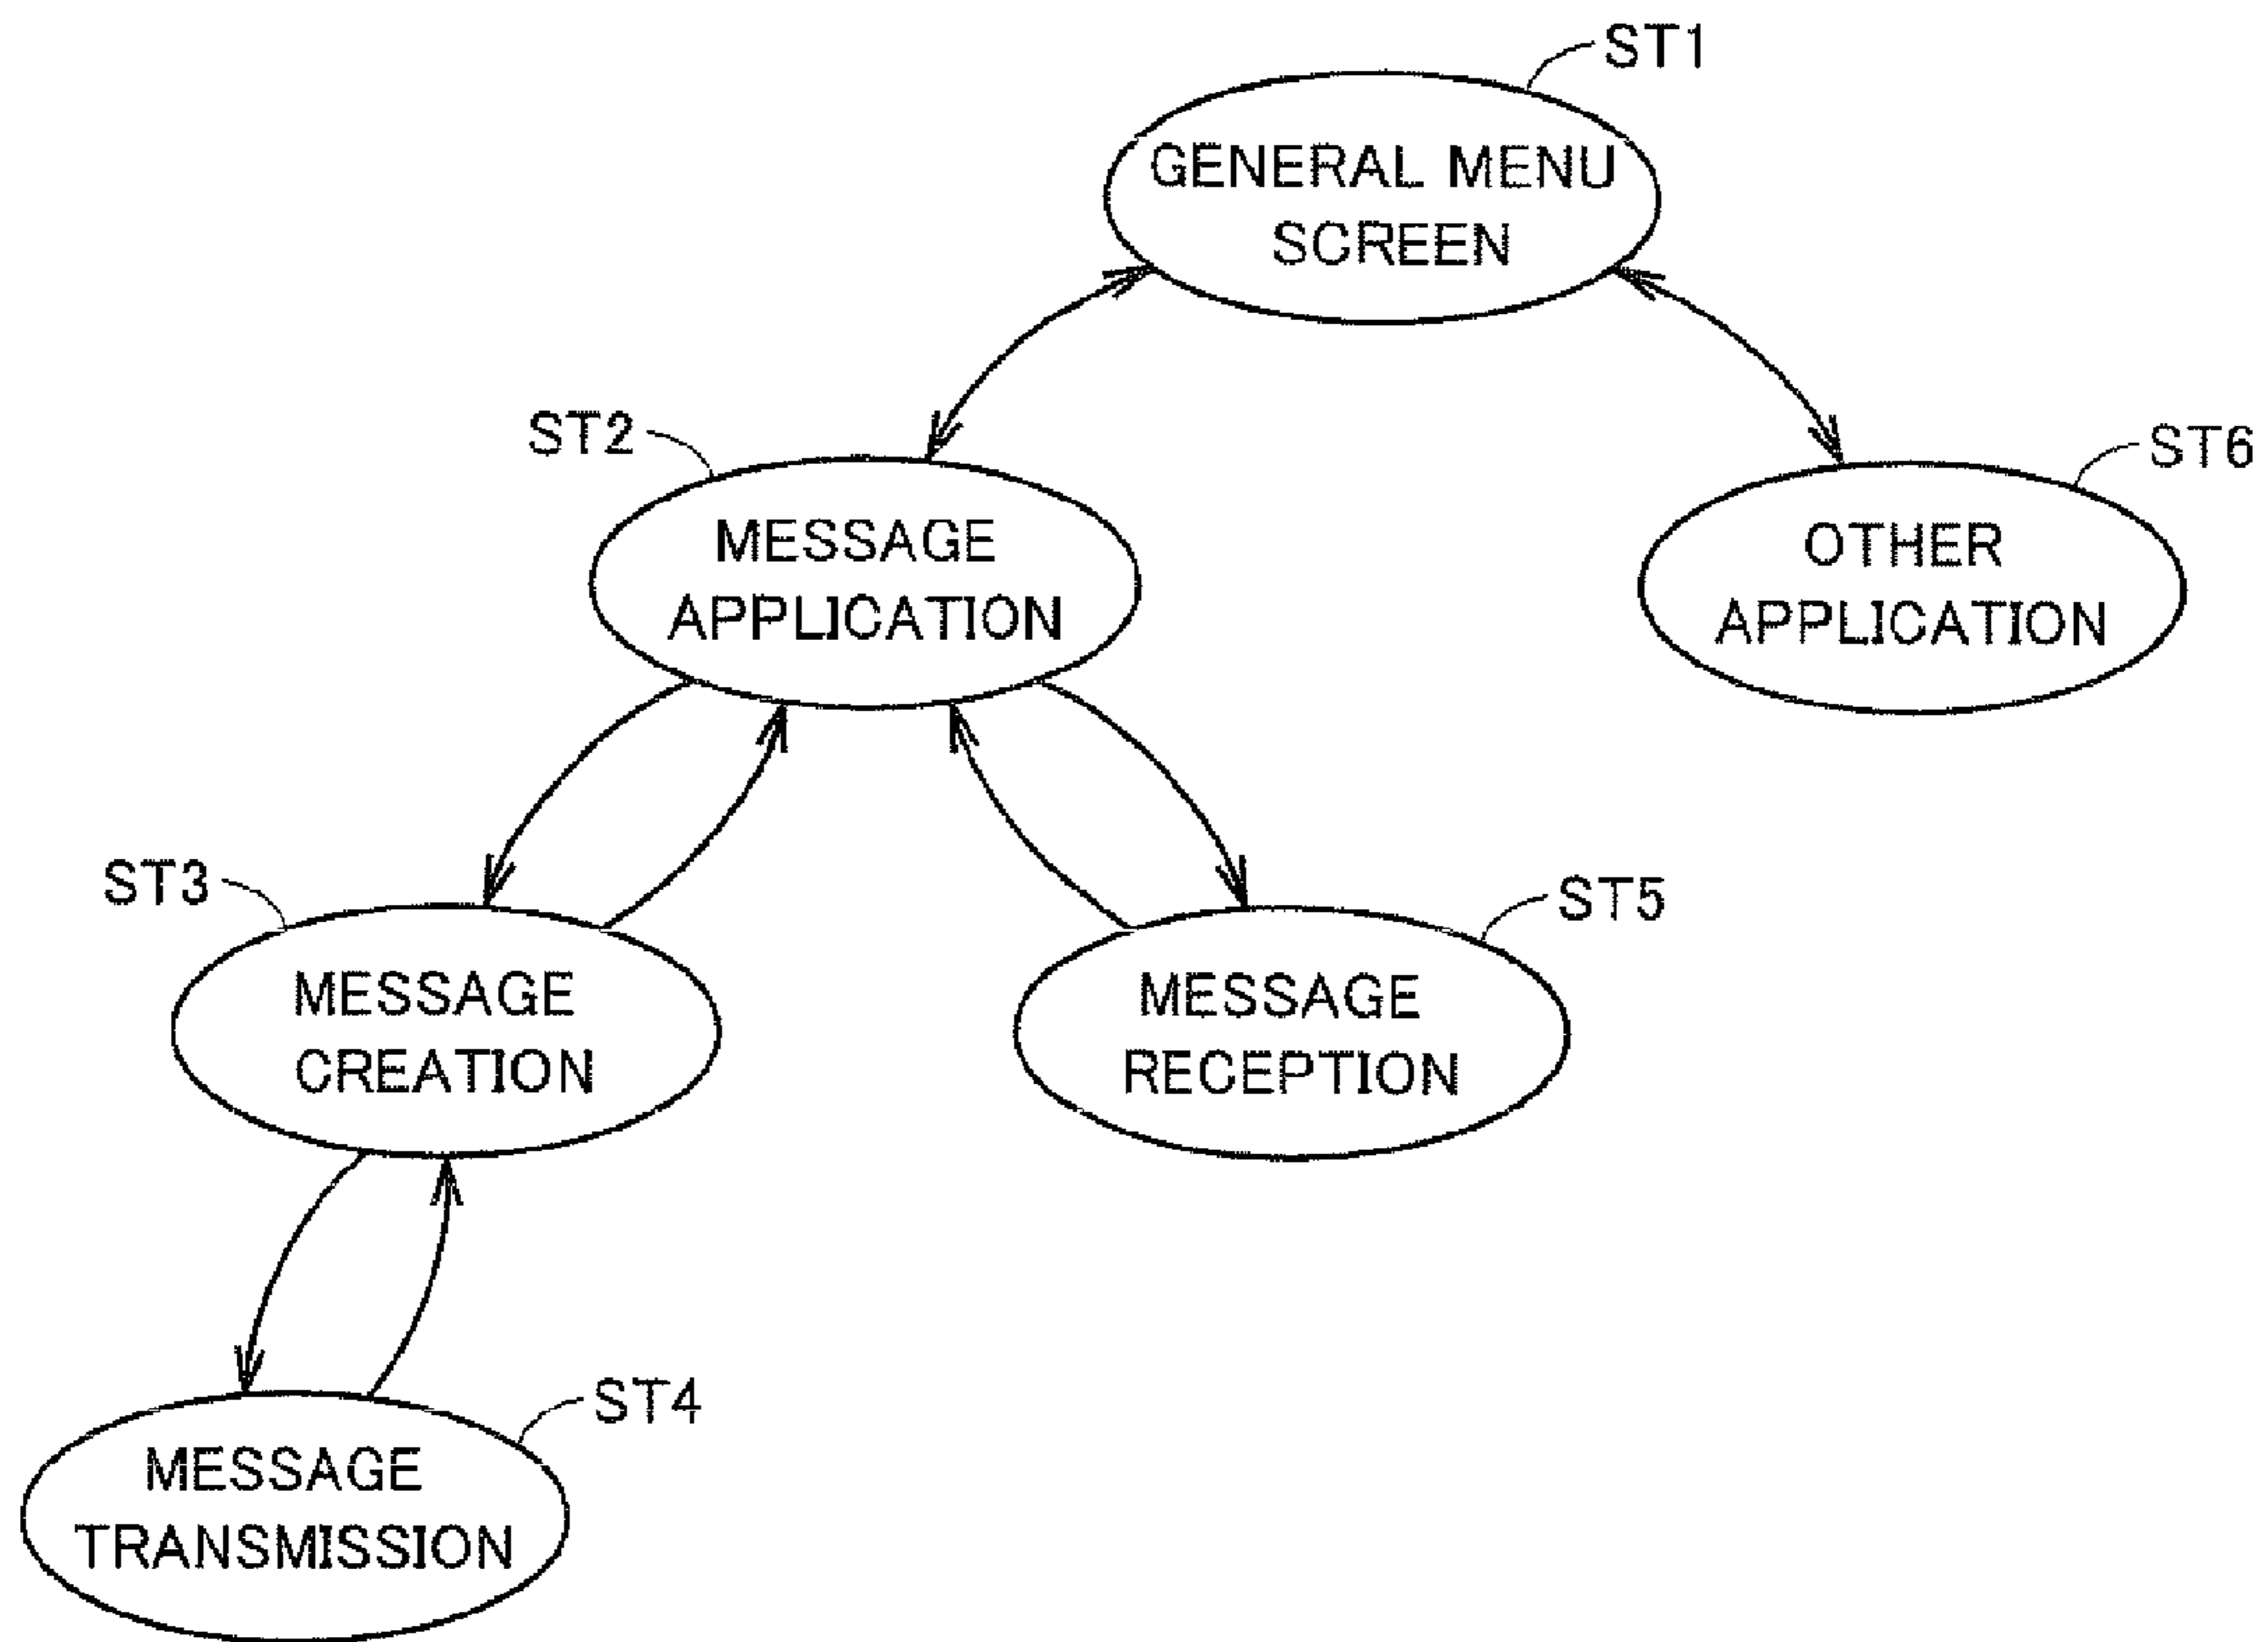 ST1
GENERAL MENU
SCREEN
ST2
MESSAGE
APPLICATION
ST6
OTHER
APPLICATION
ST3
MESSAGE
CREATION
ST5
MESSAGE
RECEPTION
ST4
MESSAGE
TRANSMISSION